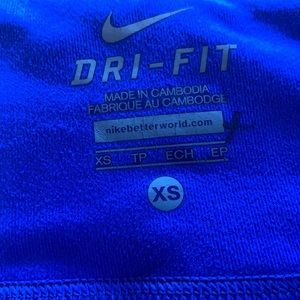 DRI-FIT
MADE IN CAMBODIA
FABRIQUE AU CAMBODGE
nikebetterworld.com
XS TP ECH EP
XS